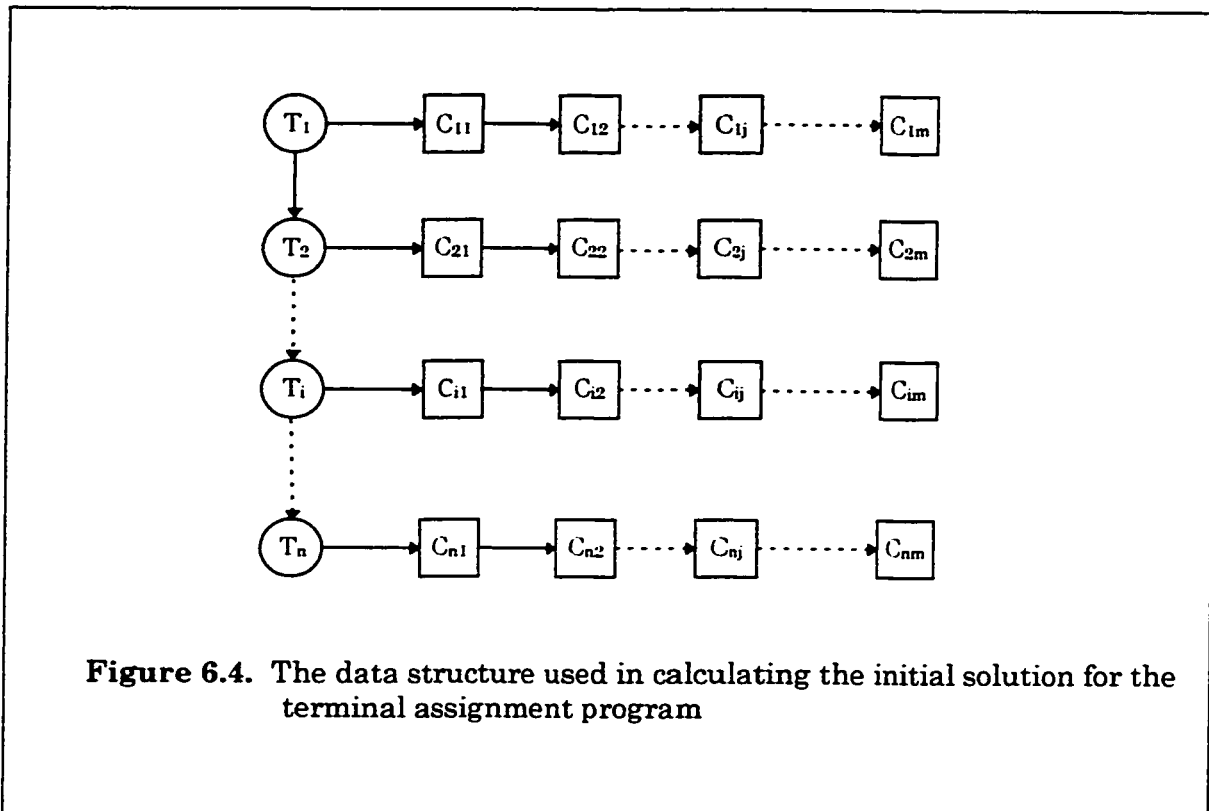 T1 C11 C12 C1j C1m
T2 C21 C22 C2j C2m
Ti Ci1 Ci2 Cij Cim
Tn Cn1 Cn2 Cnj Cnm
Figure 6.4. The data structure used in calculating the initial solution for the
terminal assignment program